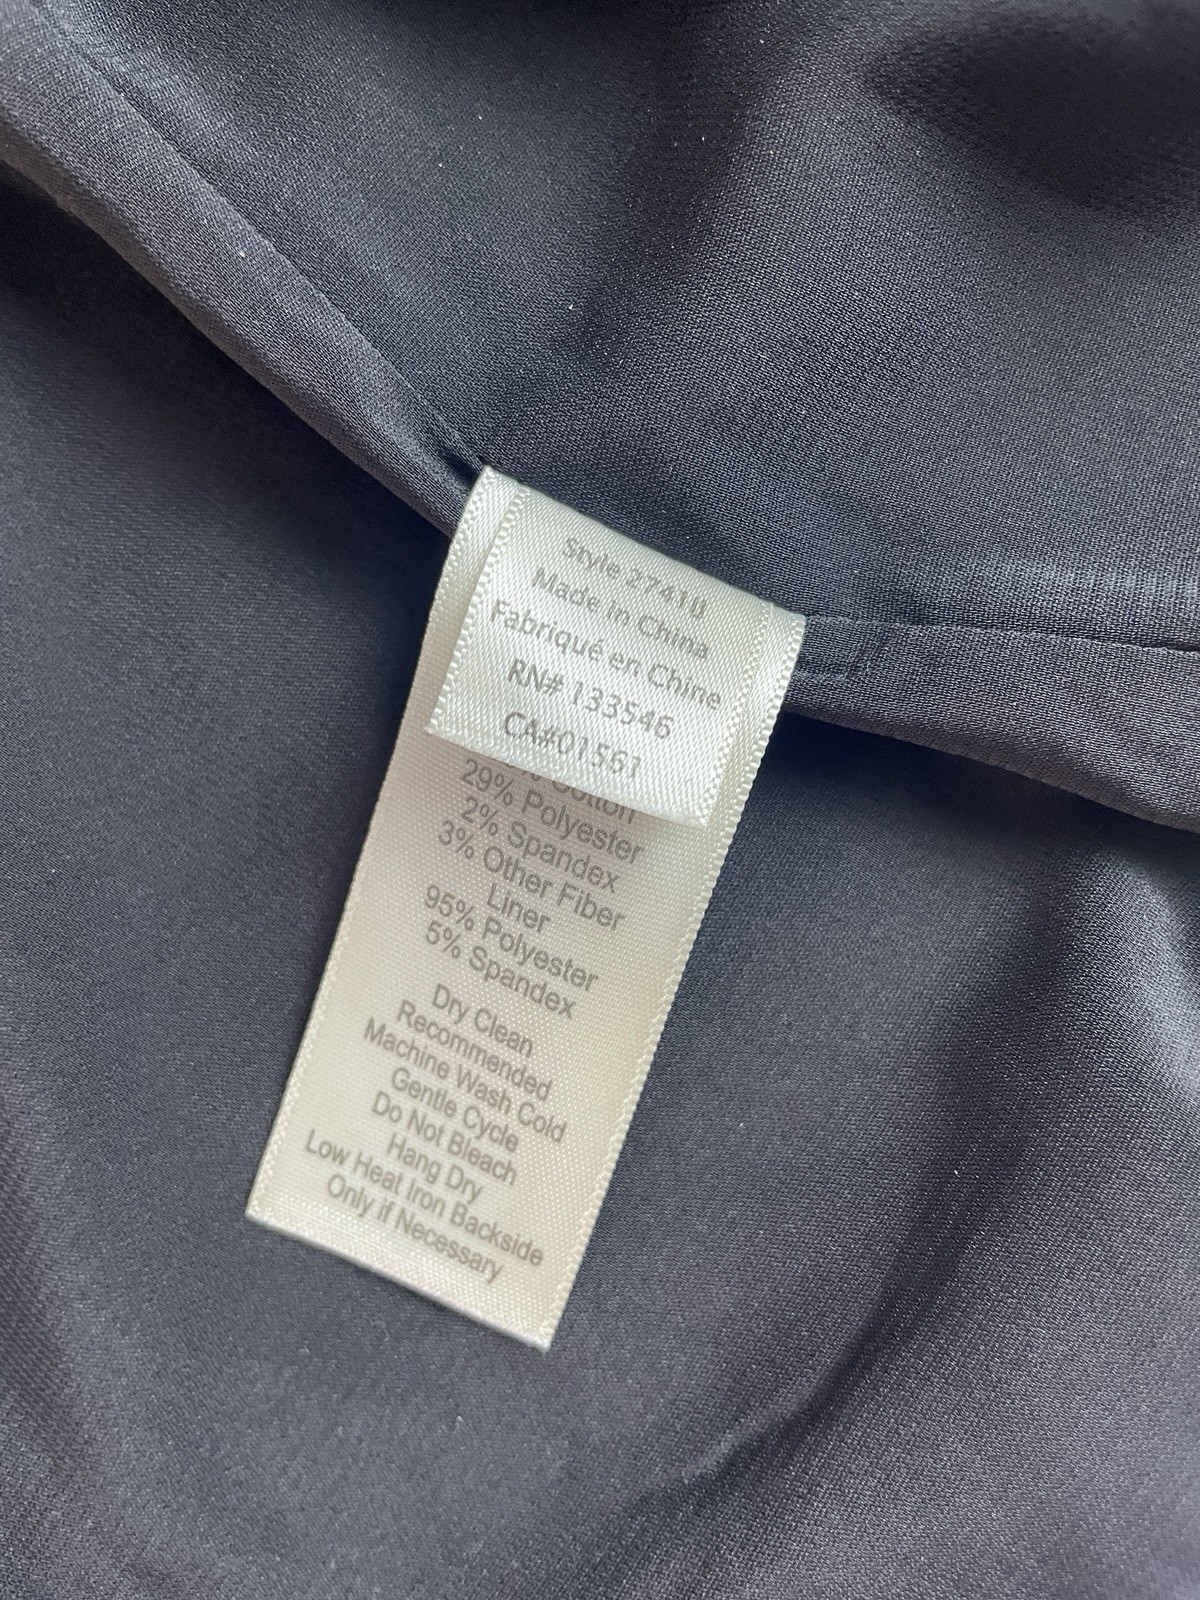 Style 27410
Made in China
Fabriqué en Chine
RN# 133546
CA#01561
% Cotton
29% Polyester
2% Spandex
3% Other Fiber
Liner
95% Polyester
5% Spandex
Dry Clean
Recommended
Machine Wash Cold
Gentle Cycle
Do Not Bleach
Hang Dry
Low Heat Iron Backside
Only if Necessary